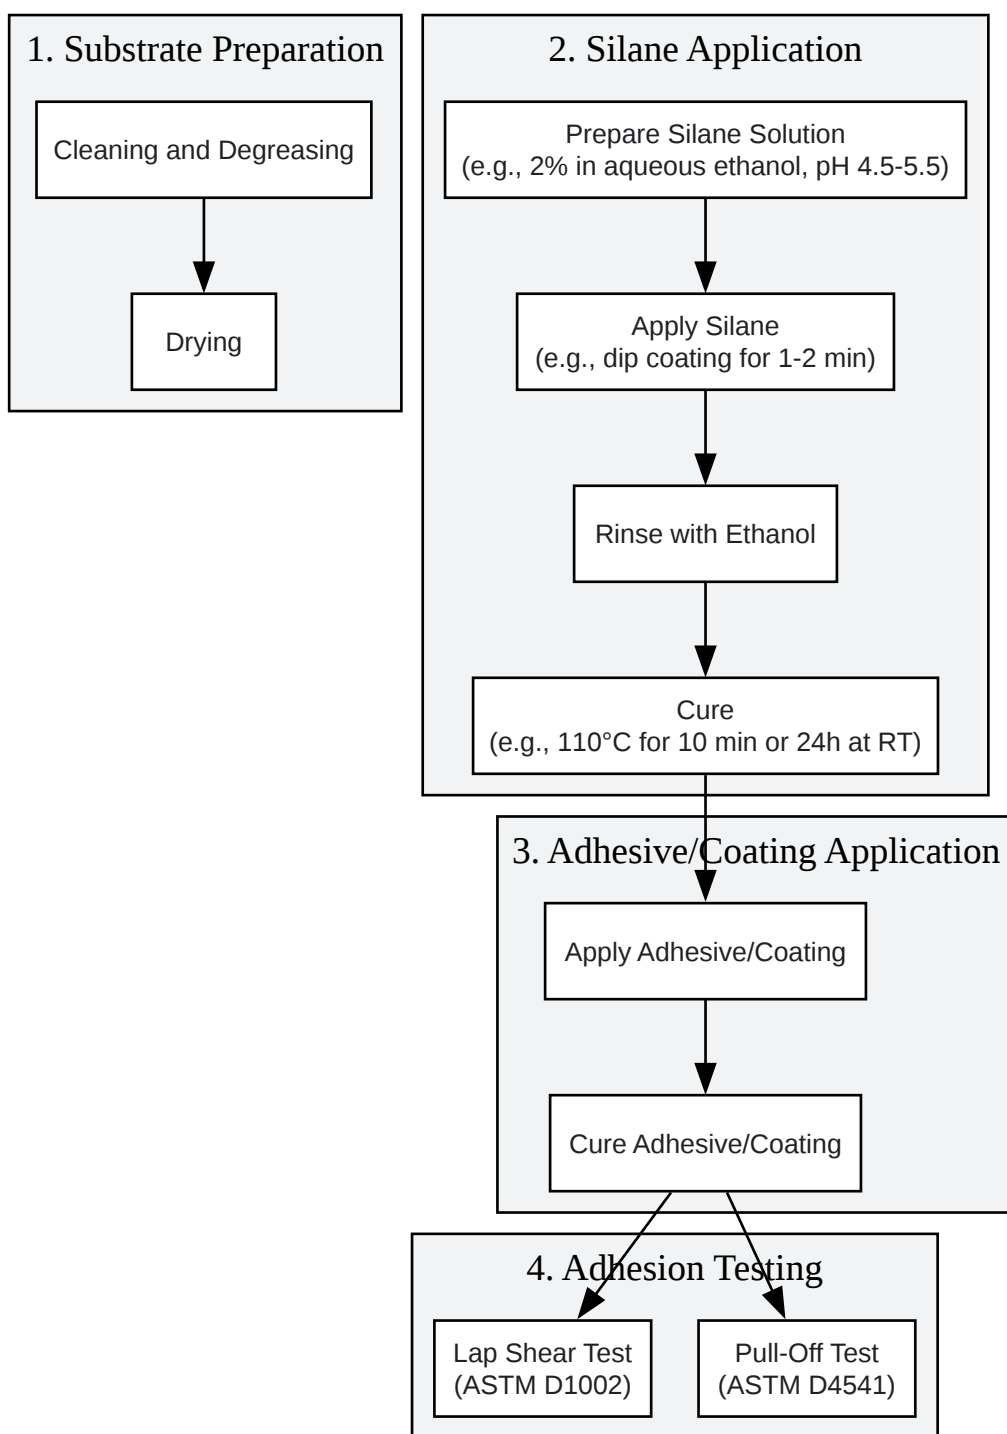 1. Substrate Preparation
Cleaning and Degreasing
Drying
2. Silane Application
Prepare Silane Solution
(e.g., 2% in aqueous ethanol, pH 4.5-5.5)
Apply Silane
(e.g., dip coating for 1-2 min)
Rinse with Ethanol
Cure
(e.g., 110°C for 10 min or 24h at RT)
3. Adhesive/Coating Application
Apply Adhesive/Coating
Cure Adhesive/Coating
4. Adhesion Testing
Lap Shear Test
(ASTM D1002)
Pull-Off Test
(ASTM D4541)